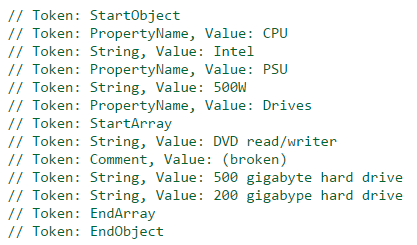 // Token: StartObject
// Token: PropertyName, Value: CPU
// Token: String, Value: Intel
// Token: PropertyName, Value: PSU
// Token: String, Value: 500W
// Token: PropertyName, Value: Drives
// Token: StartArray
// Token: String, Value: DVD read/writer
// Token: Comment, Value: (broken)
// Token: String, Value: 500 gigabyte hard drive
// Token: String, Value: 200 gigabype hard drive
// Token: EndArray
// Token: EndObject